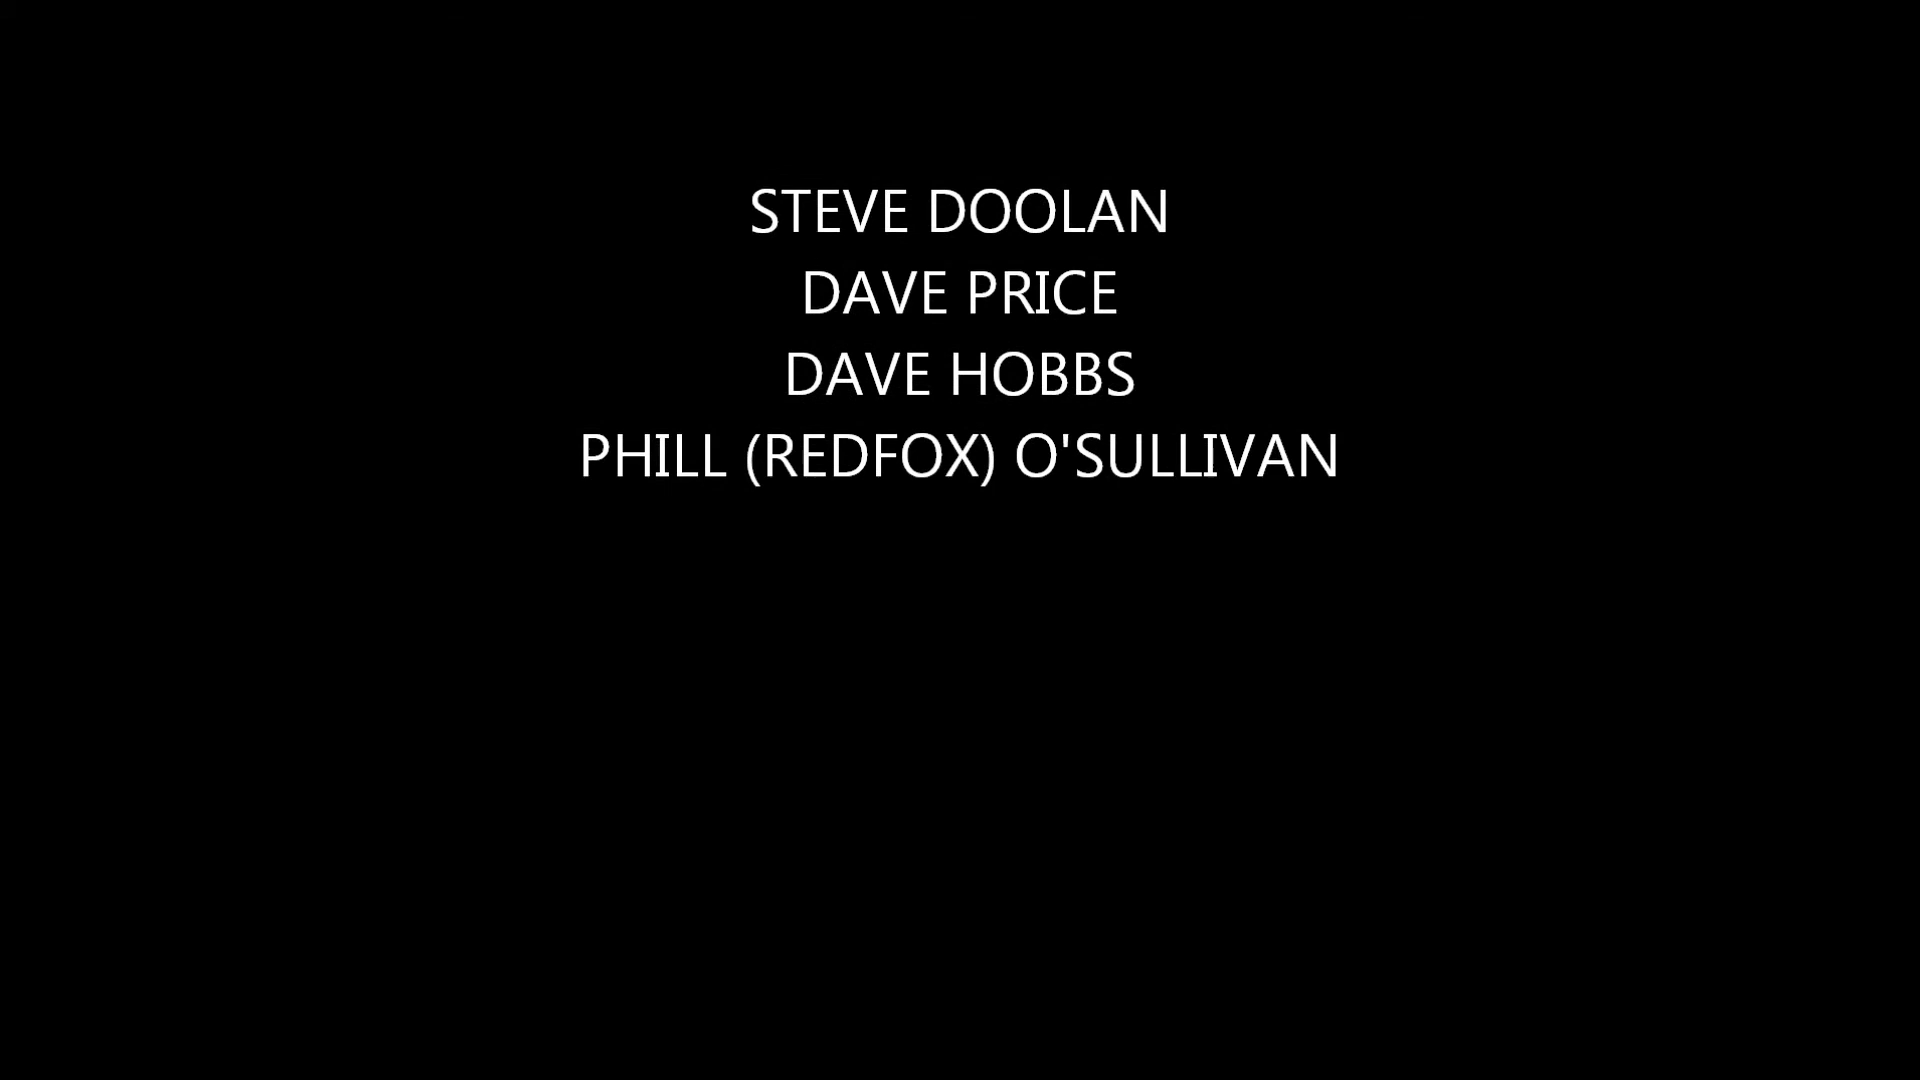 STEVE DOOLAN
DAVE PRICE
DAVE HOBBS
PHILL (REDFOX) O'SULLIVAN